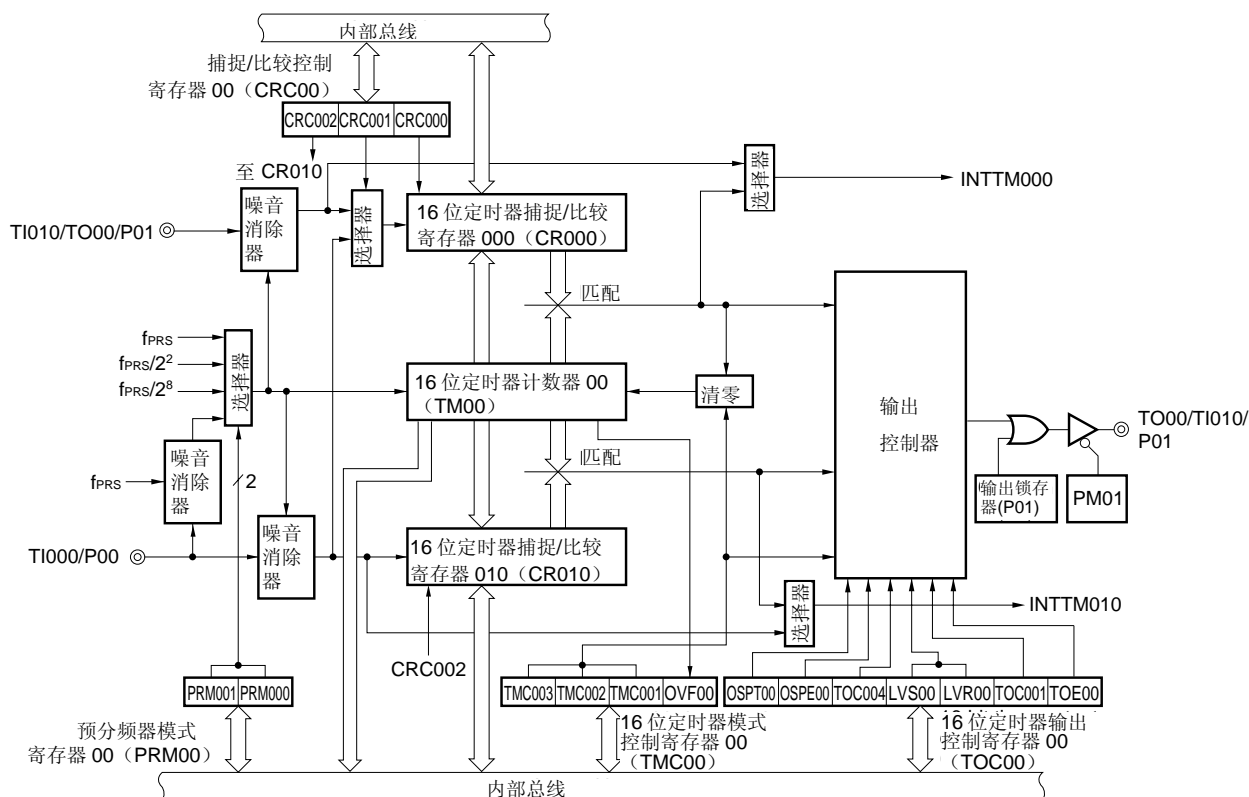 内部总线
捕捉/比较控制
寄存器 00（CRC00）
CRC002 CRC001 CRC000
至 CR010
噪音
消除
器
选择器
16 位定时器捕捉/比较
寄存器 000（CR000）
选择器
INTTM000
TI010/TO00/P01
匹配
fPRS
fPRS/2²
fPRS/2⁸
选择器
16 位定时器计数器 00
（TM00）
清零
输出
控制器
TO00/TI010/
P01
噪音
消除
器
fPRS
2
匹配
输出锁存
器(P01)
PM01
噪音
消除
器
TI000/P00
16 位定时器捕捉/比较
寄存器 010（CR010）
选择器
INTTM010
CRC002
PRM001 PRM000
TMC003 TMC002 TMC001 OVF00
OSPT00 OSPE00 TOC004 LVS00 LVR00 TOC001 TOE00
预分频器模式
寄存器 00（PRM00）
16 位定时器模式
控制寄存器 00
（TMC00）
16 位定时器输出
控制寄存器 00
（TOC00）
内部总线